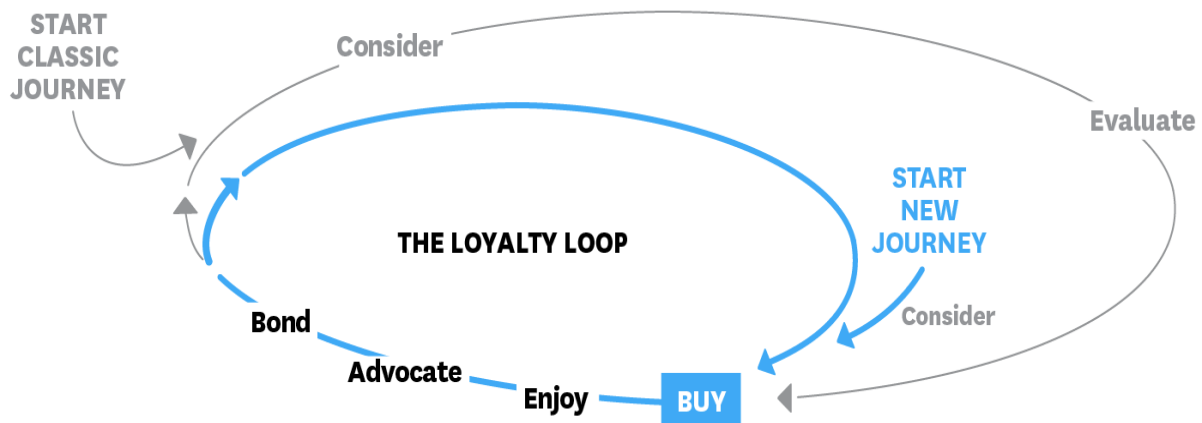 START
CLASSIC
JOURNEY
Consider
Evaluate
START
NEW
JOURNEY
THE LOYALTY LOOP
Consider
Bond
Advocate
Enjoy
BUY